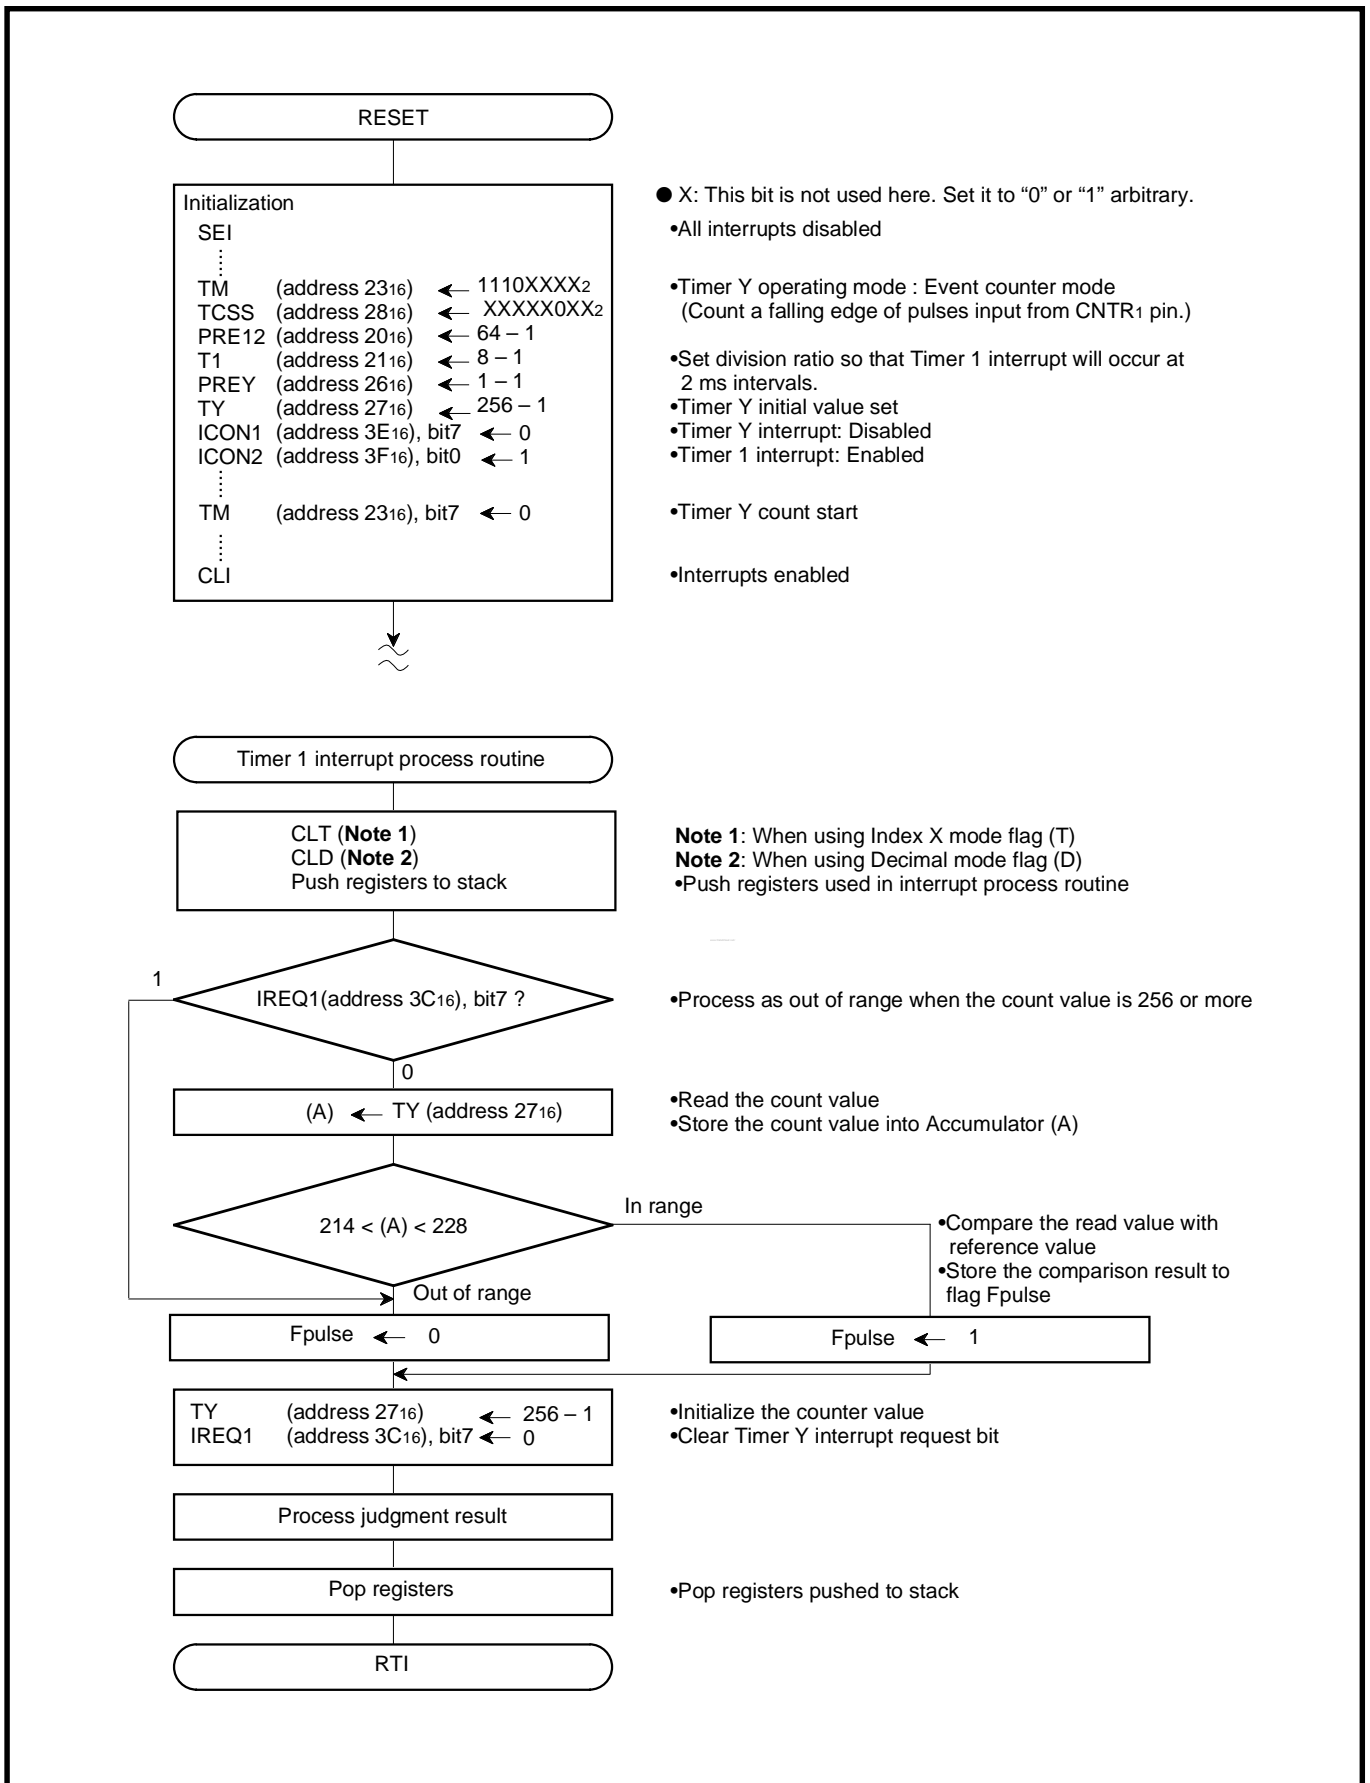 RESET
● X: This bit is not used here. Set it to “0” or “1” arbitrary.
Initialization
SEI
•All interrupts disabled
TM (address 2316) ← 1110XXXX2
•Timer Y operating mode : Event counter mode
TCSS (address 2816) ← XXXXX0XX2
(Count a falling edge of pulses input from CNTR1 pin.)
PRE12 (address 2016) ← 64 – 1
T1 (address 2116) ← 8 – 1
•Set division ratio so that Timer 1 interrupt will occur at
PREY (address 2616) ← 1 – 1
2 ms intervals.
TY (address 2716) ← 256 – 1
•Timer Y initial value set
ICON1 (address 3E16), bit7 ← 0
•Timer Y interrupt: Disabled
ICON2 (address 3F16), bit0 ← 1
•Timer 1 interrupt: Enabled
TM (address 2316), bit7 ← 0
•Timer Y count start
CLI
•Interrupts enabled
Timer 1 interrupt process routine
CLT (Note 1)
Note 1: When using Index X mode flag (T)
CLD (Note 2)
Note 2: When using Decimal mode flag (D)
Push registers to stack
•Push registers used in interrupt process routine
1
IREQ1(address 3C16), bit7 ?
•Process as out of range when the count value is 256 or more
0
(A) ← TY (address 2716)
•Read the count value
•Store the count value into Accumulator (A)
In range
214 < (A) < 228
•Compare the read value with
reference value
•Store the comparison result to
flag Fpulse
Out of range
Fpulse ← 0
Fpulse ← 1
TY (address 2716) ← 256 – 1
•Initialize the counter value
IREQ1 (address 3C16), bit7 ← 0
•Clear Timer Y interrupt request bit
Process judgment result
Pop registers
•Pop registers pushed to stack
RTI